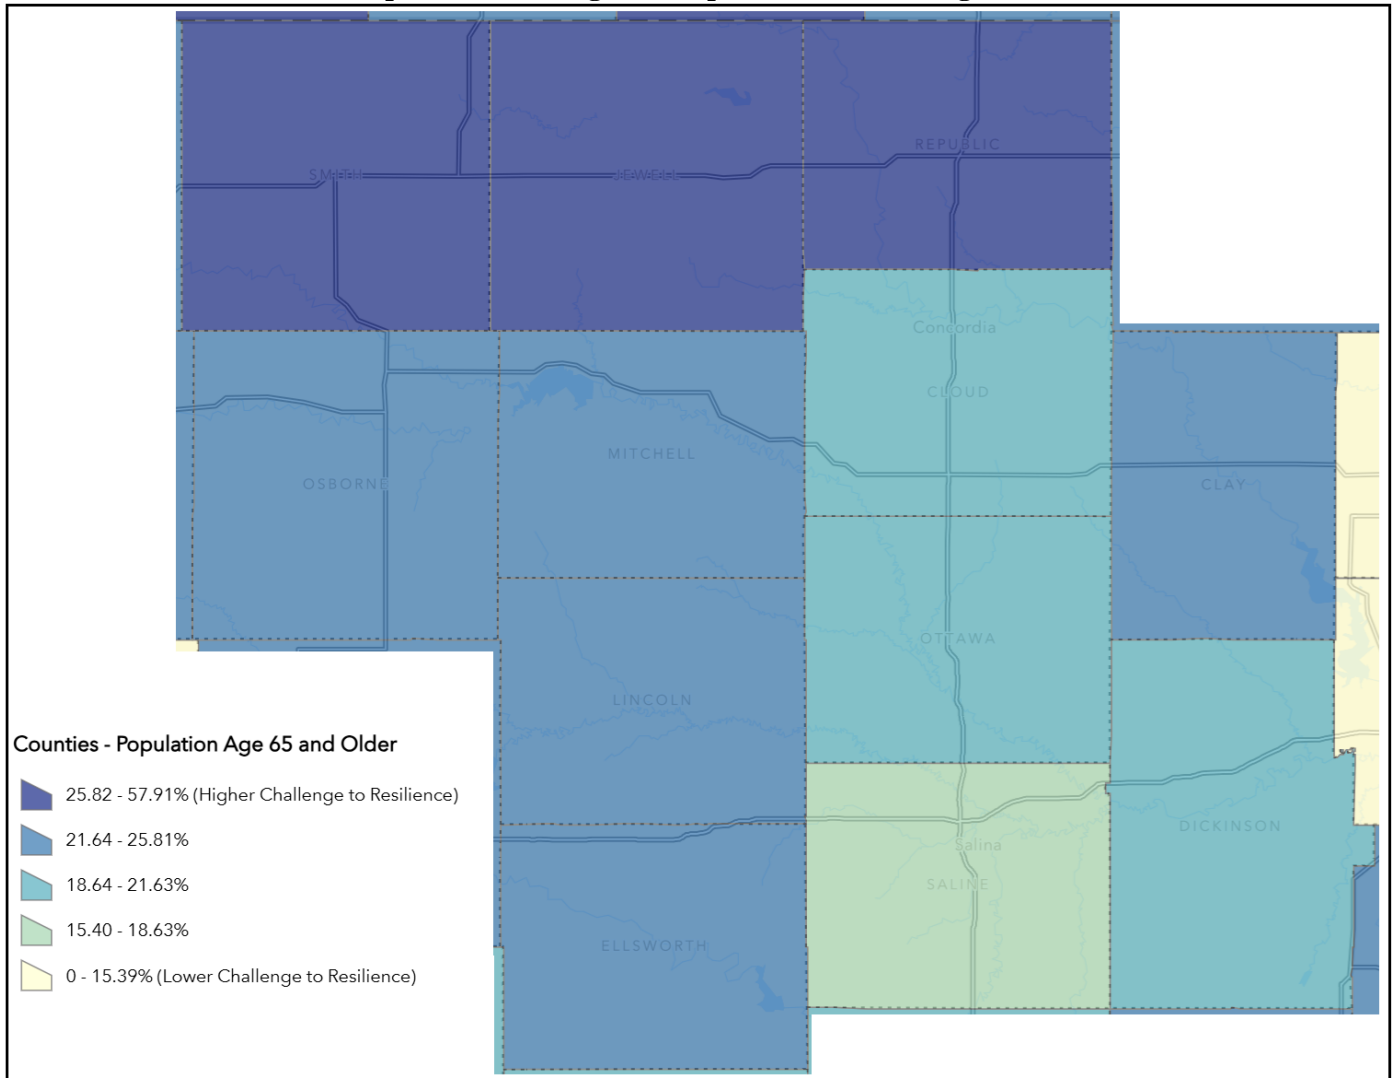 SMITH
JEWELL
REPUBLIC
Concordia
CLOUD
OSBORNE
MITCHELL
CLAY
OTTAWA
LINCOLN
DICKINSON
Salina
SALINE
ELLSWORTH
Counties - Population Age 65 and Older
25.82 - 57.91% (Higher Challenge to Resilience)
21.64 - 25.81%
18.64 - 21.63%
15.40 - 18.63%
0 - 15.39% (Lower Challenge to Resilience)